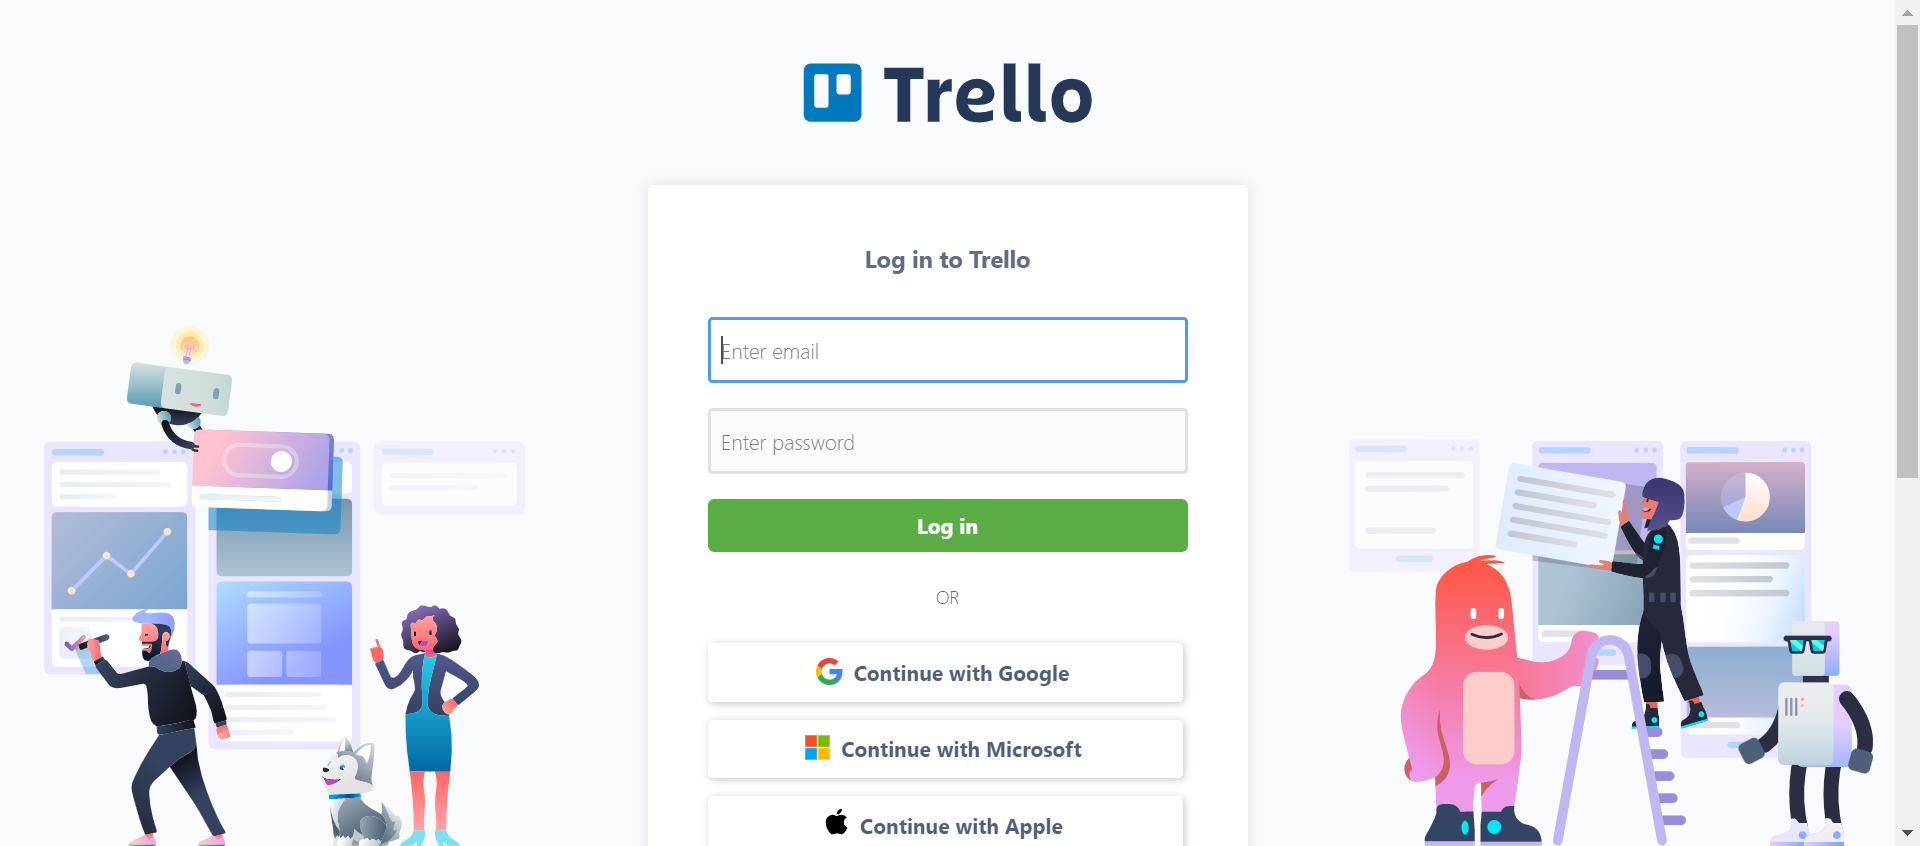 Trello
Log in to Trello
Enter email
Enter password
Log in
OR
Continue with Google
Continue with Microsoft
Continue with Apple